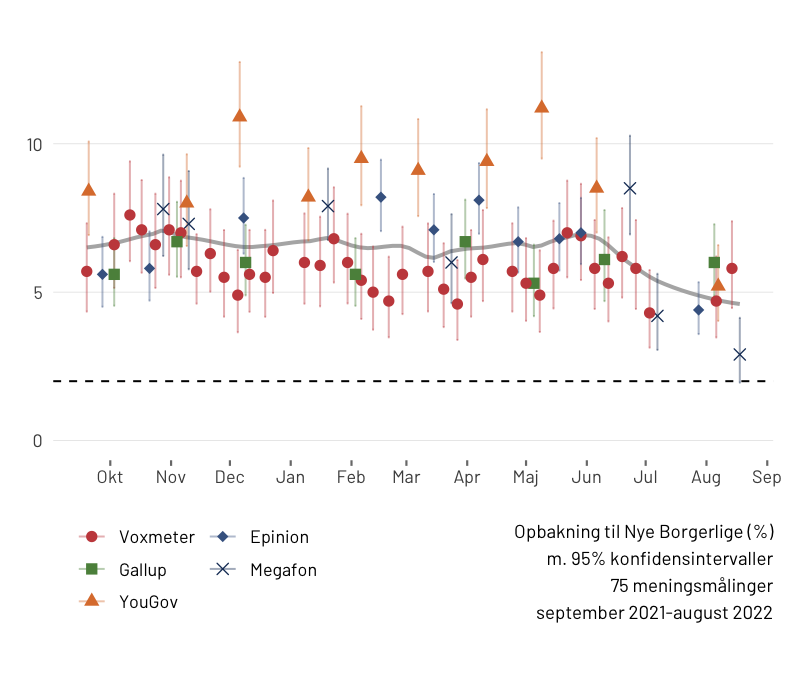 10
5
0
Okt Nov Dec Jan Feb Mar Apr Maj Jun Jul Aug Sep
Voxmeter Epinion
Gallup Megafon
YouGov
Opbakning til Nye Borgerlige (%)
m. 95% konfidensintervaller
75 meningsmålinger
september 2021-august 2022